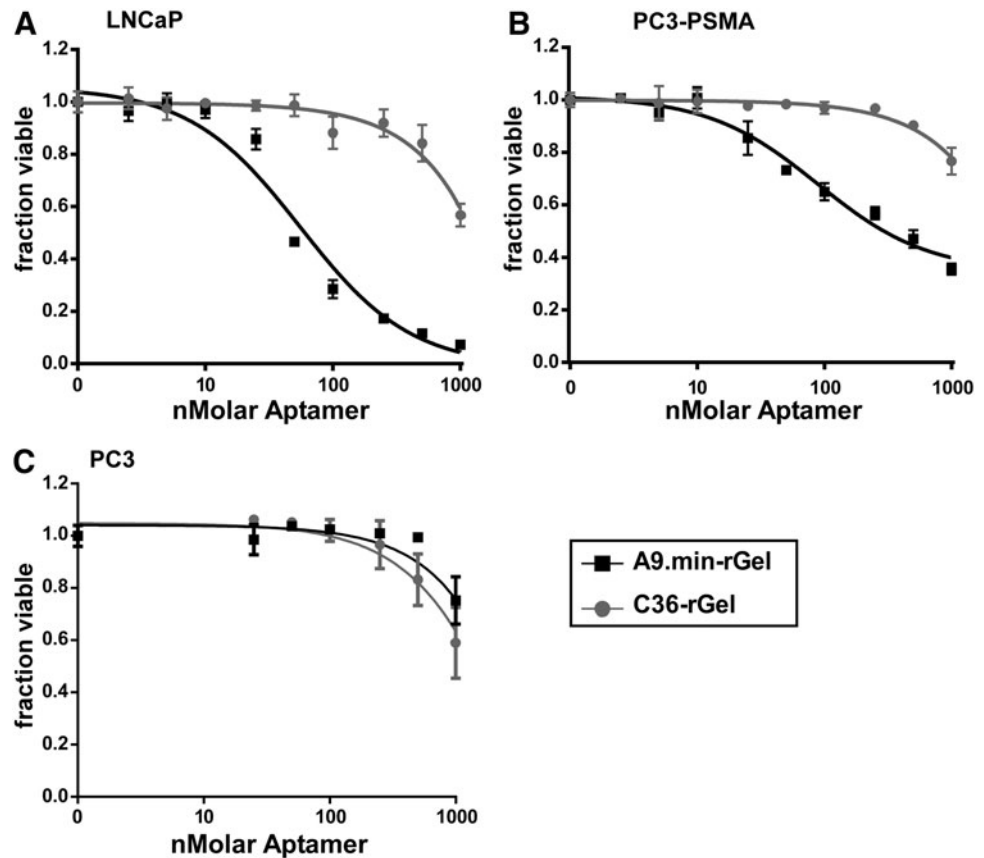 A LNCaP
1.2
1.0
0.8
0.6
0.4
0.2
0.0
fraction viable
0 10 100 1000
nMolar Aptamer
B PC3-PSMA
1.2
1.0
0.8
0.6
0.4
0.2
0.0
fraction viable
0 10 100 1000
nMolar Aptamer
C PC3
1.2
1.0
0.8
0.6
0.4
0.2
0.0
fraction viable
0 10 100 1000
nMolar Aptamer
A9.min-rGel
C36-rGel